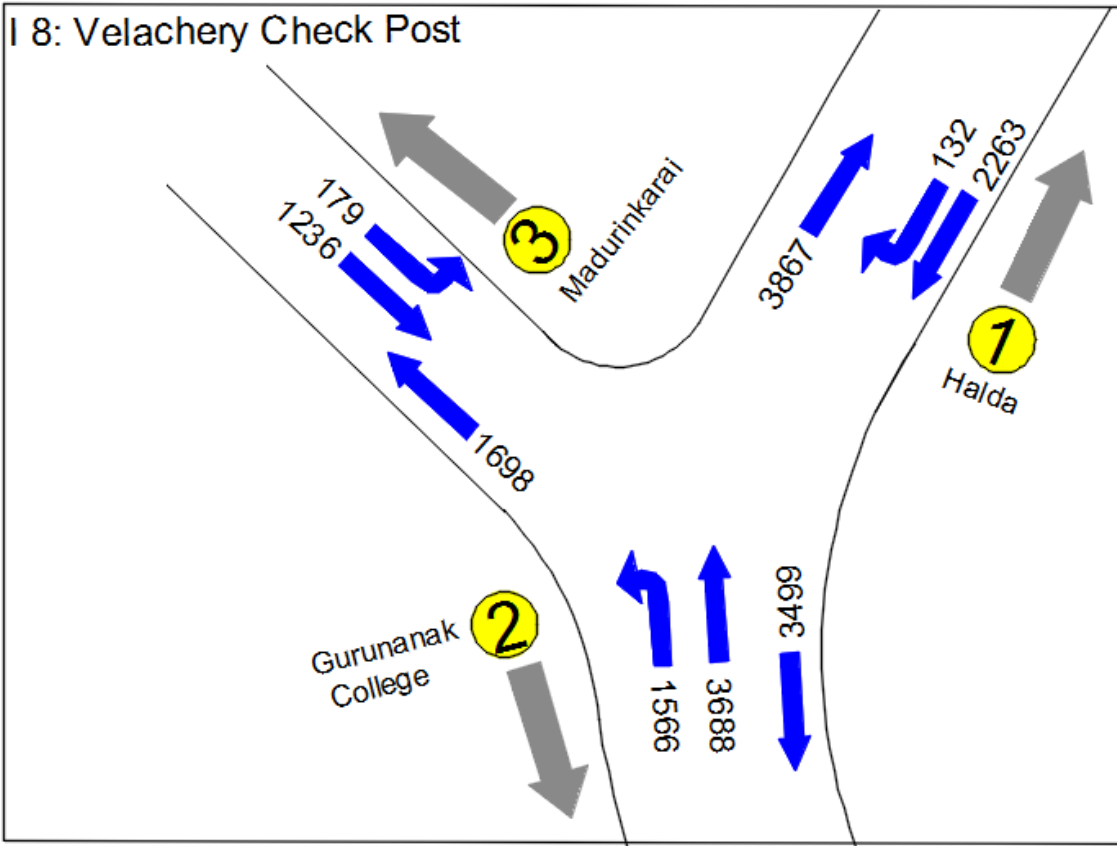 I 8: Velachery Check Post
179
1236
1698
3
Madurinkarai
3867
132
2263
1
Halda
2
Gurunanak
College
1566
3688
3499